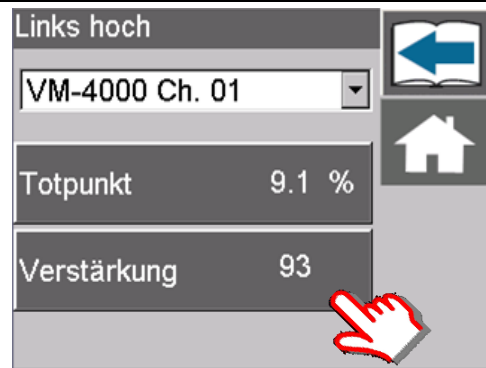 Links hoch
VM-4000 Ch. 01
Totpunkt 9.1 %
Verstärkung 93